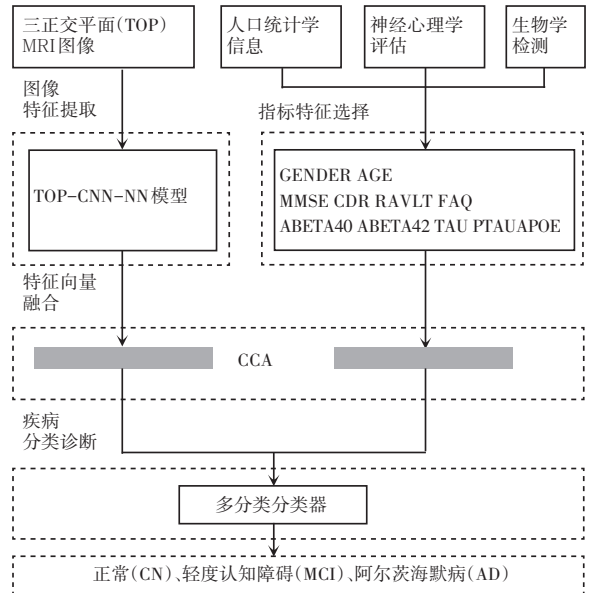 三正交平面(TOP)
MRI图像
人口统计学
信息
神经心理学
评估
生物学
检测
图像
特征提取
指标特征选择
TOP-CNN-NN模型
GENDER AGE
MMSE CDR RAVLT FAQ
ABETA40 ABETA42 TAU PTAUAPOE
特征向量
融合
CCA
疾病
分类诊断
多分类分类器
正常(CN)、轻度认知障碍(MCI)、阿尔茨海默病(AD)